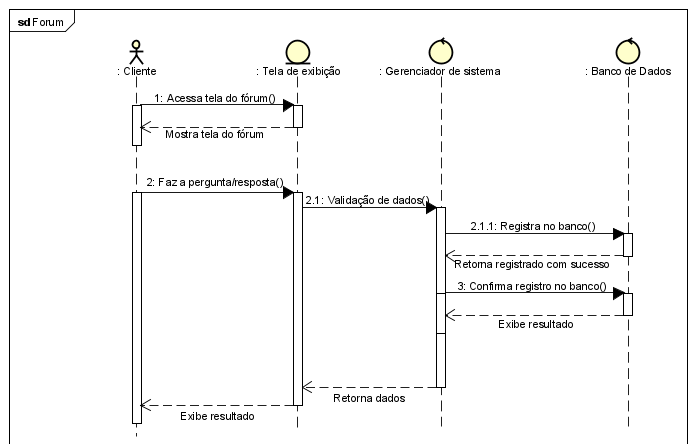 sd Forum
: Cliente
: Tela de exibição
: Gerenciador de sistema
: Banco de Dados
1: Acessa tela do fórum()
Mostra tela do fórum
2: Faz a pergunta/resposta()
2.1: Validação de dados()
2.1.1: Registra no banco()
Retorna registrado com sucesso
3: Confirma registro no banco()
Exibe resultado
Retorna dados
Exibe resultado